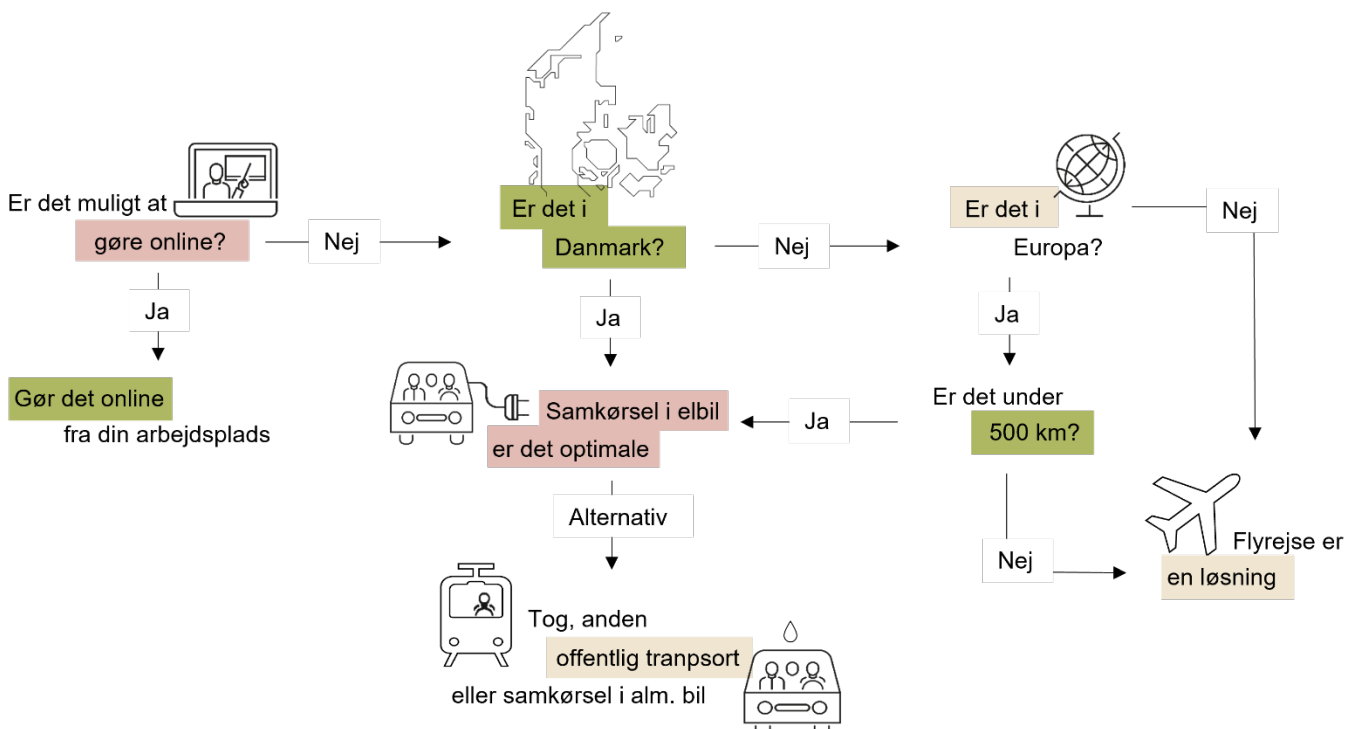 Er det muligt at
gøre online?
Nej
Ja
Gør det online
fra din arbejdsplads
Er det i
Danmark?
Nej
Ja
Samkørsel i elbil
er det optimale
Alternativ
Tog, anden
offentlig tranpsort
eller samkørsel i alm. bil
Er det i
Europa?
Nej
Ja
Er det under
500 km?
Ja
Nej
Flyrejse er
en løsning